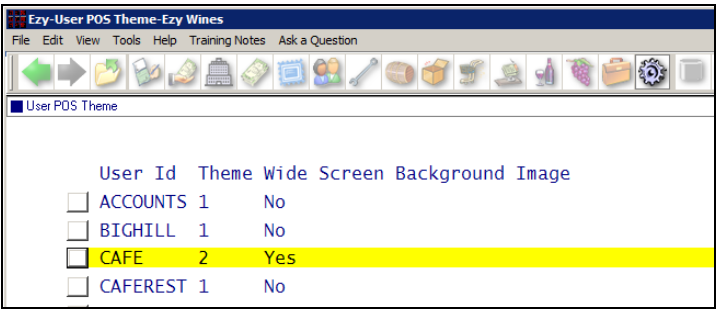 Ezy-User POS Theme-Ezy Wines
File Edit View Tools Help Training Notes Ask a Question
User POS Theme
User Id Theme Wide Screen Background Image
ACCOUNTS 1 No
BIGHILL 1 No
CAFE 2 Yes
CAFEREST 1 No